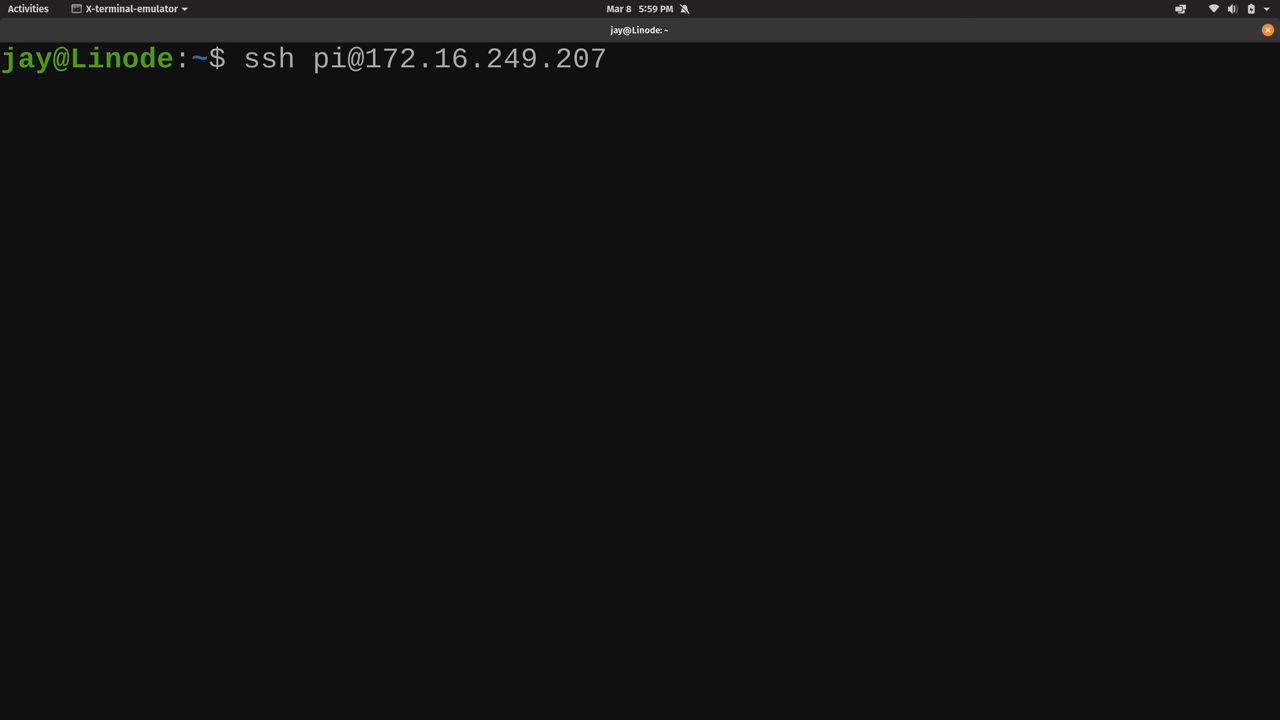 Activities X-terminal-emulator Mar 8 5:59 PM
jay@Linode: ~
jay@Linode:~$ ssh pi@172.16.249.207